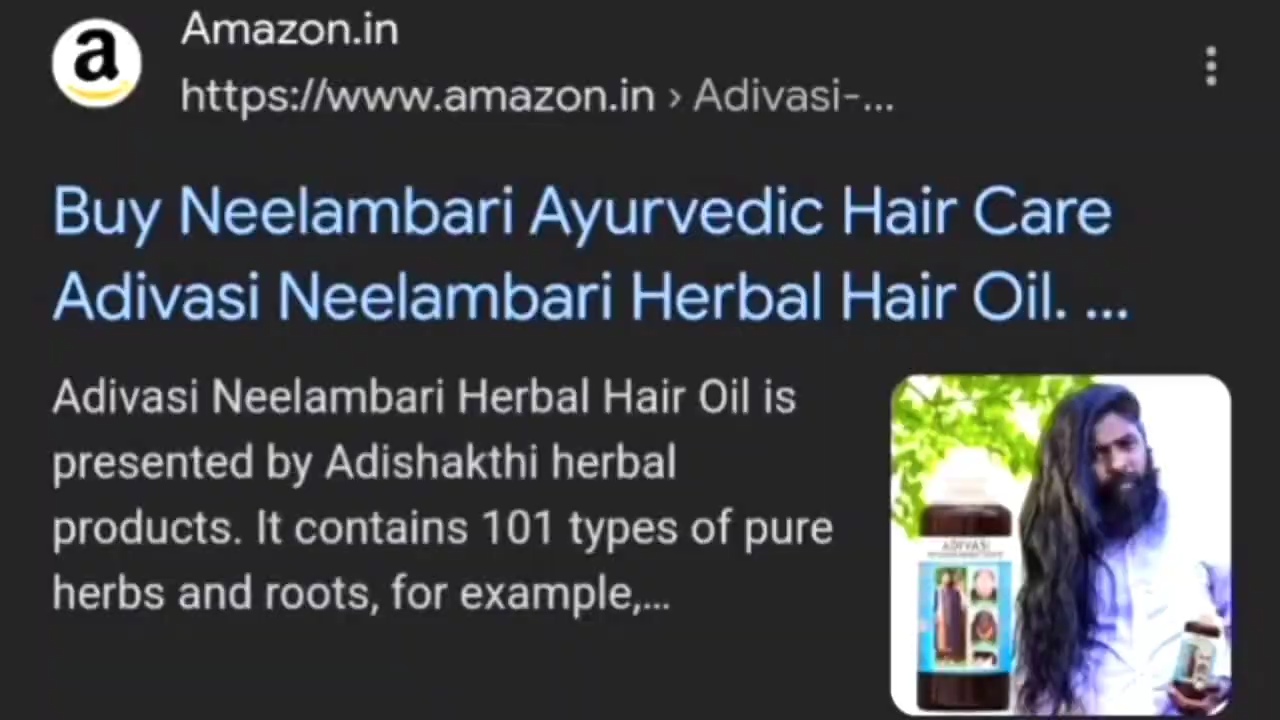 Amazon.in
https://www.amazon.in › Adivasi-...
Buy Neelambari Ayurvedic Hair Care
Adivasi Neelambari Herbal Hair Oil. ...
Adivasi Neelambari Herbal Hair Oil is
presented by Adishakthi herbal
products. It contains 101 types of pure
herbs and roots, for example,...
ADIVASI